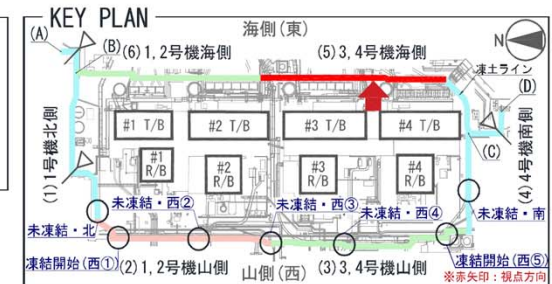 KEY PLAN
海側(東)
N
(A)
(B)
(6) 1,2号機海側
(5) 3,4号機海側
凍土ライン
(D)
#1 T/B
#2 T/B
#3 T/B
#4 T/B
(C)
(1) 1号機北側
(4) 4号機南側
#1
R/B
#2
R/B
#3
R/B
#4
R/B
未凍結・西②
未凍結・西③
未凍結・西④
未凍結・南
未凍結・北
凍結開始(西①)
(2) 1,2号機山側
山側(西)
(3) 3,4号機山側
凍結開始(西⑤)
※赤矢印：視点方向